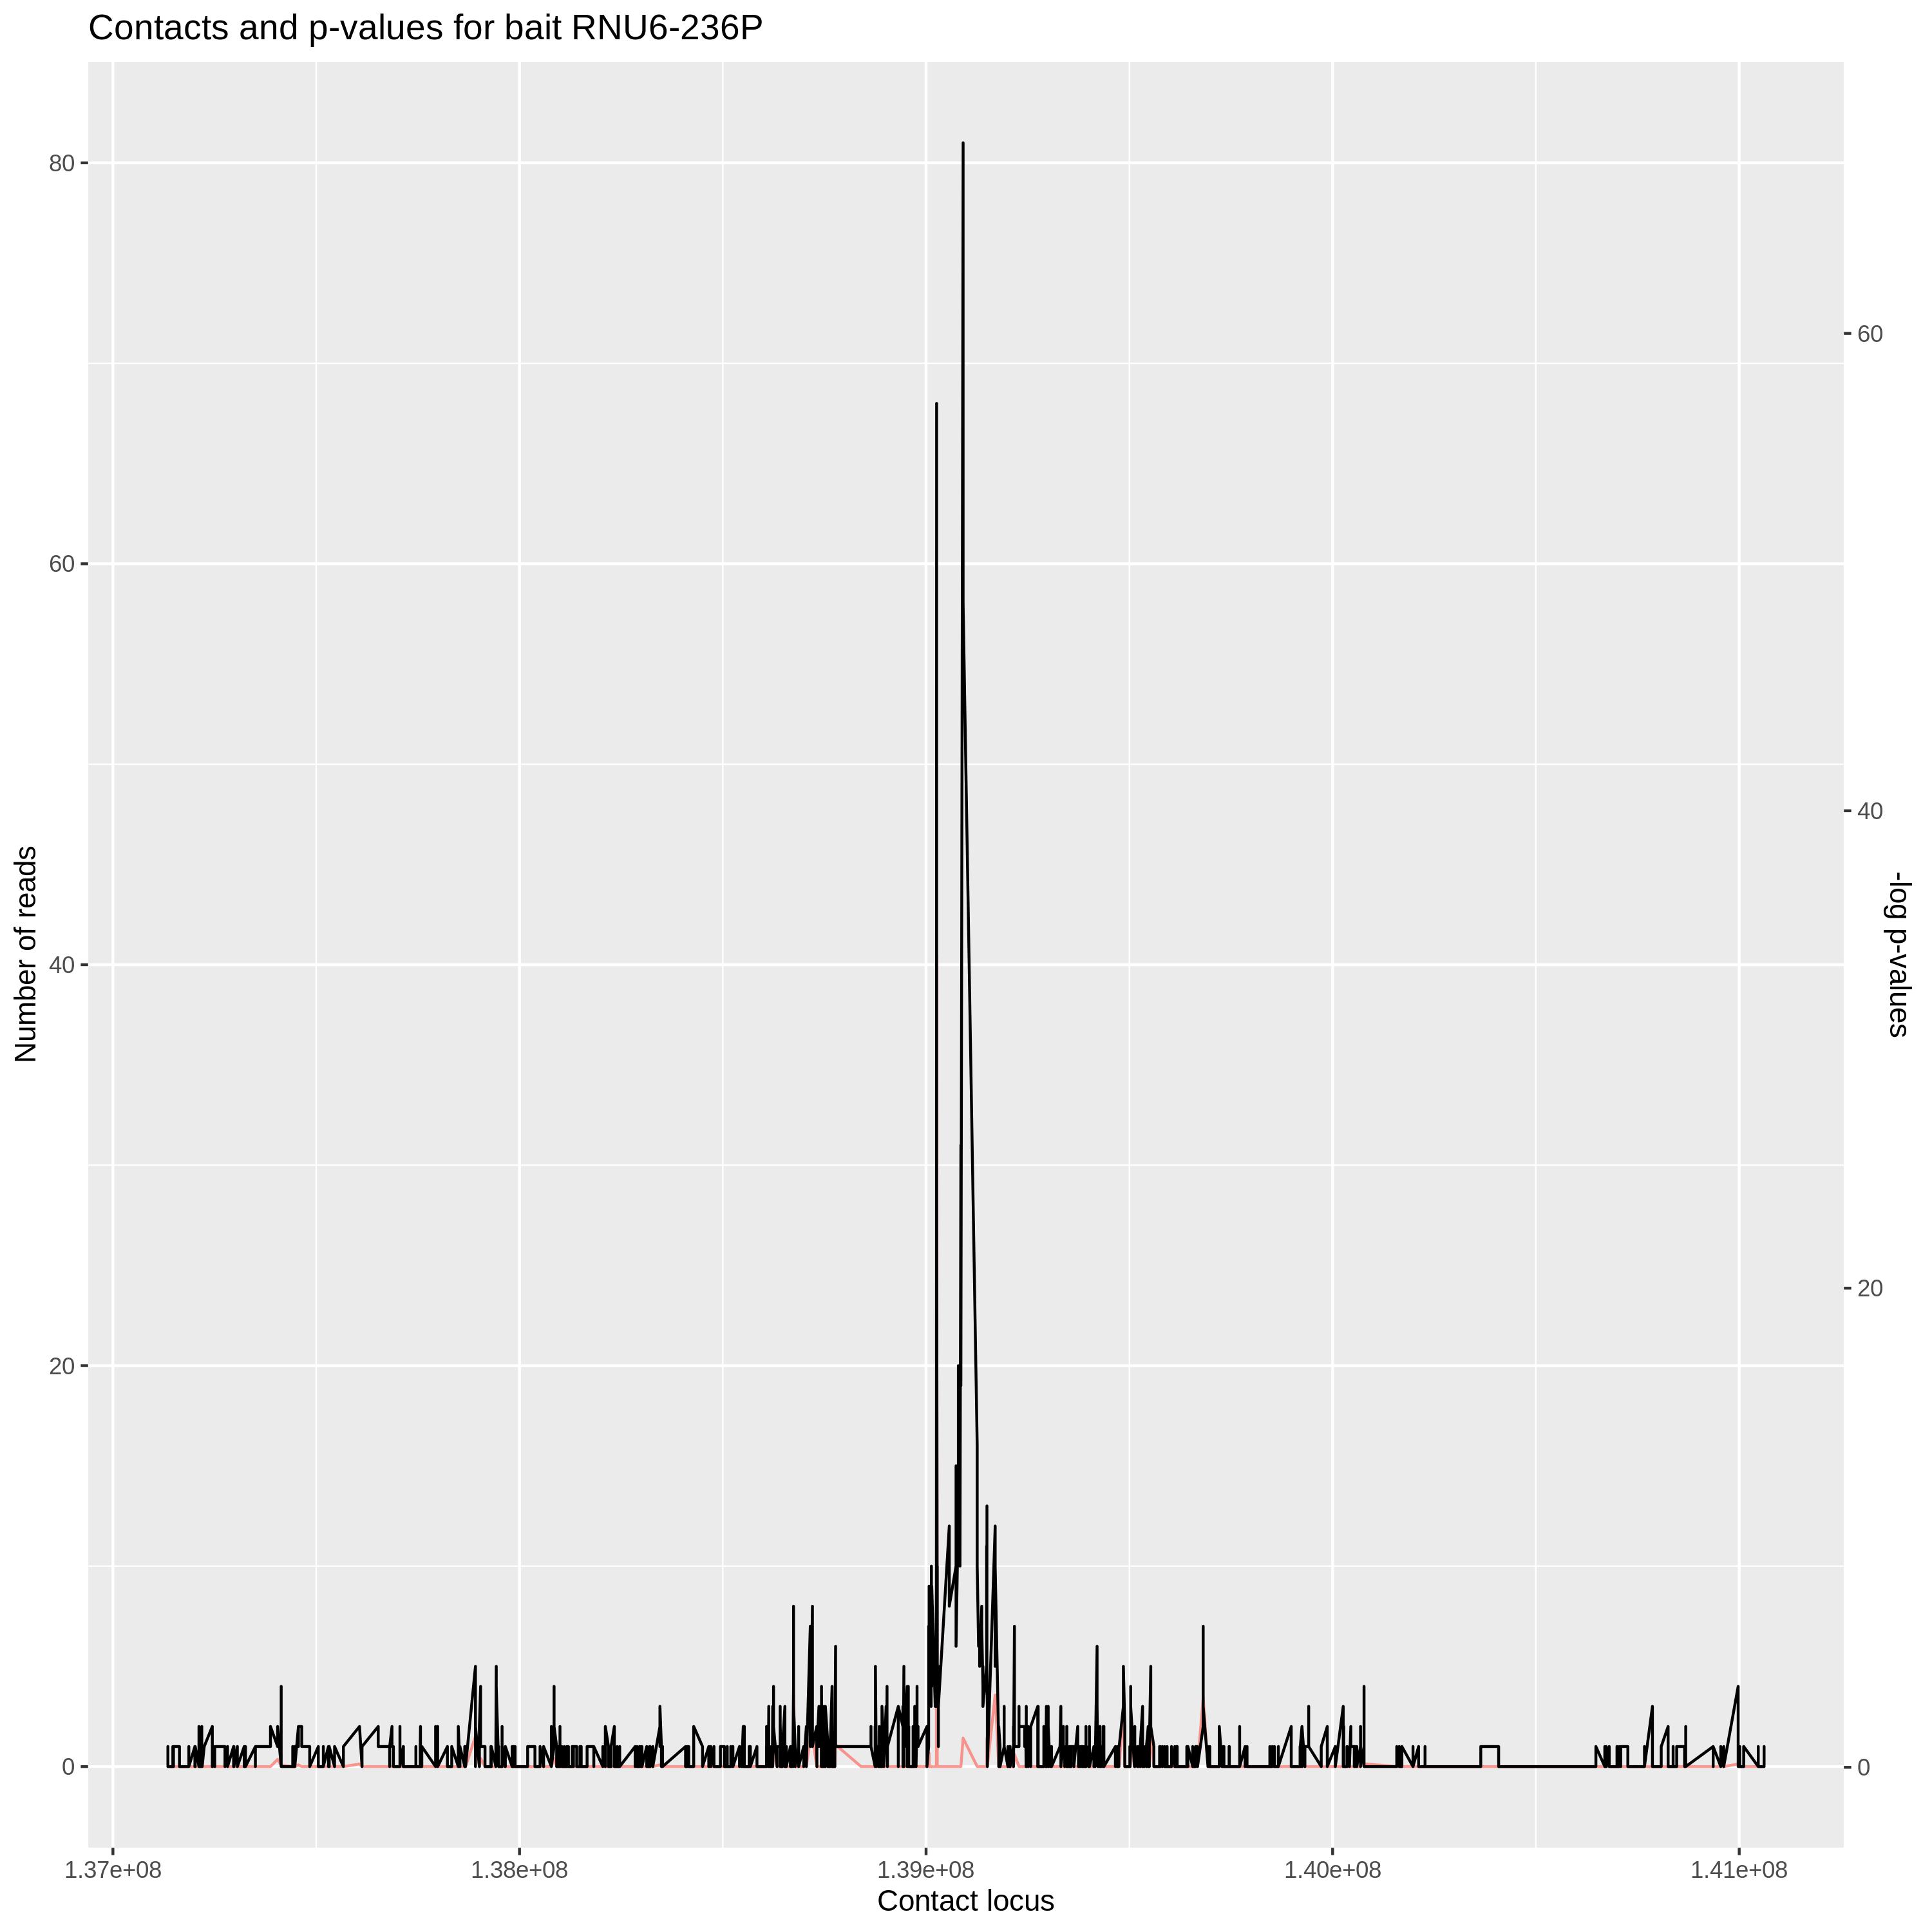 Contacts and p-values for bait RNU6-236P
80
60
40
20
0
Number of reads
60
40
20
0
-log p-values
1.37e+08
1.38e+08
1.39e+08
1.40e+08
1.41e+08
Contact locus